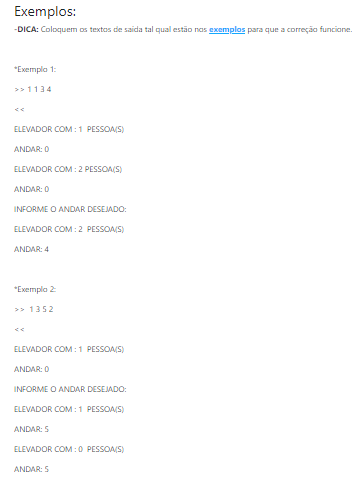 Exemplos:
-DICA: Coloquem os textos de saída tal qual estão nos exemplos para que a correção funcione.
*Exemplo 1:
>> 1 1 3 4
<<
ELEVADOR COM : 1  PESSOA(S)
ANDAR: 0
ELEVADOR COM : 2 PESSOA(S)
ANDAR: 0
INFORME O ANDAR DESEJADO:
ELEVADOR COM : 2  PESSOA(S)
ANDAR: 4
*Exemplo 2:
>>  1 3 5 2
<<
ELEVADOR COM : 1  PESSOA(S)
ANDAR: 0
INFORME O ANDAR DESEJADO:
ELEVADOR COM : 1  PESSOA(S)
ANDAR: 5
ELEVADOR COM : 0  PESSOA(S)
ANDAR: 5